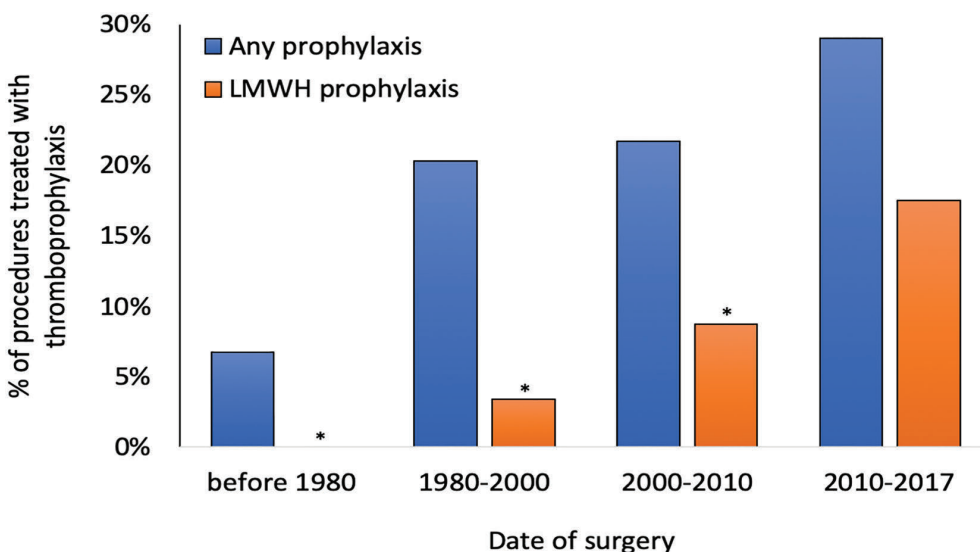 30%
25%
20%
15%
10%
5%
0%
% of procedures treated with
thromboprophylaxis
Any prophylaxis
LMWH prophylaxis
*
*
*
before 1980
1980-2000
2000-2010
2010-2017
Date of surgery